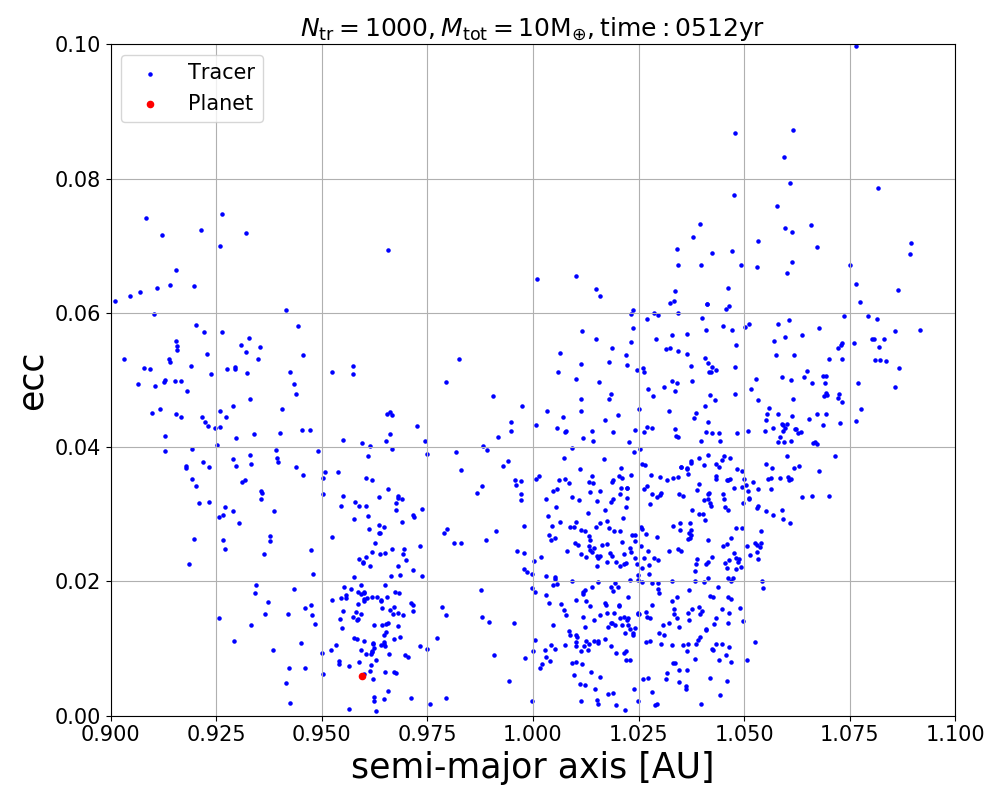 N_tr = 1000, M_tot = 10M_⊕, time : 0512yr
Tracer
Planet
0.10
0.08
0.06
0.04
0.02
0.00
ecc
0.900 0.925 0.950 0.975 1.000 1.025 1.050 1.075 1.100
semi-major axis [AU]